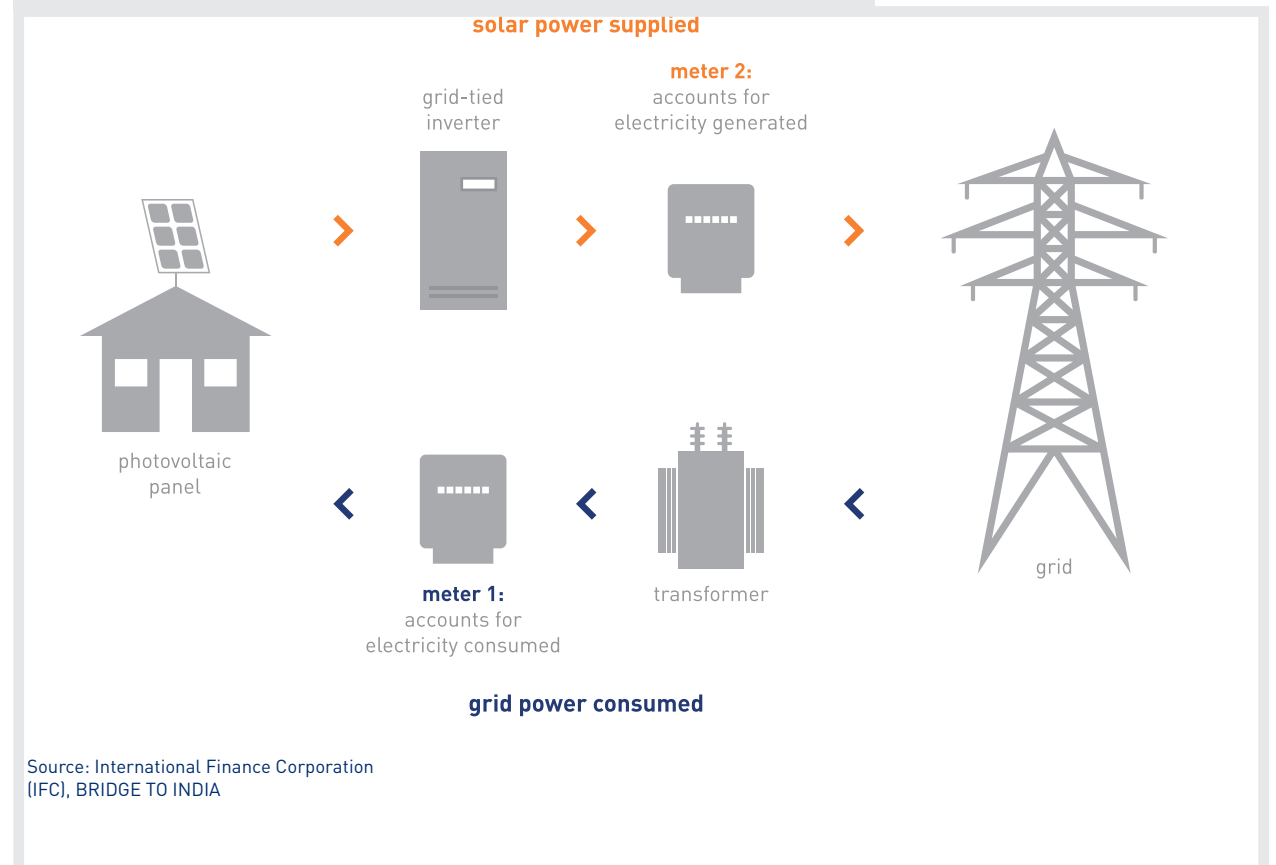 solar power supplied
meter 2:
accounts for
electricity generated
grid-tied
inverter
photovoltaic
panel
grid
meter 1:
accounts for
electricity consumed
transformer
grid power consumed
Source: International Finance Corporation
(IFC), BRIDGE TO INDIA